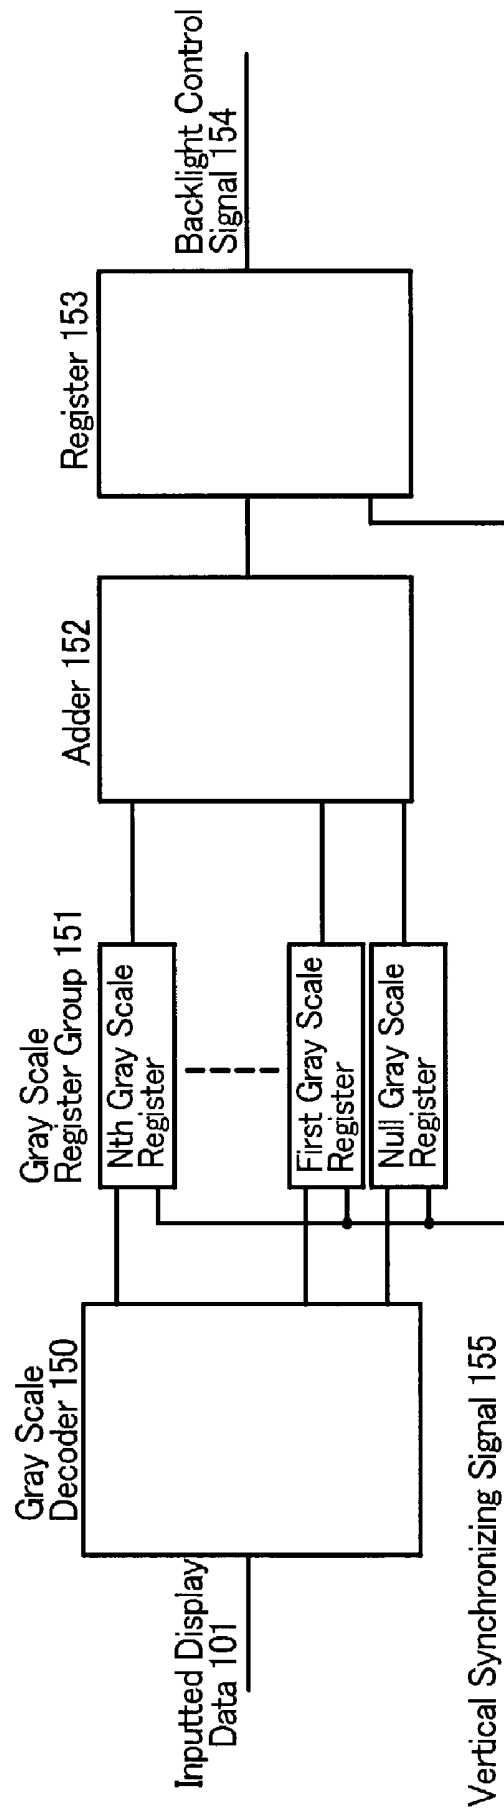 Inputted Display
Data 101
Gray Scale
Decoder 150
Gray Scale
Register Group 151
Nth Gray Scale
Register
First Gray Scale
Register
Null Gray Scale
Register
Adder 152
Register 153
Backlight Control
Signal 154
Vertical Synchronizing Signal 155